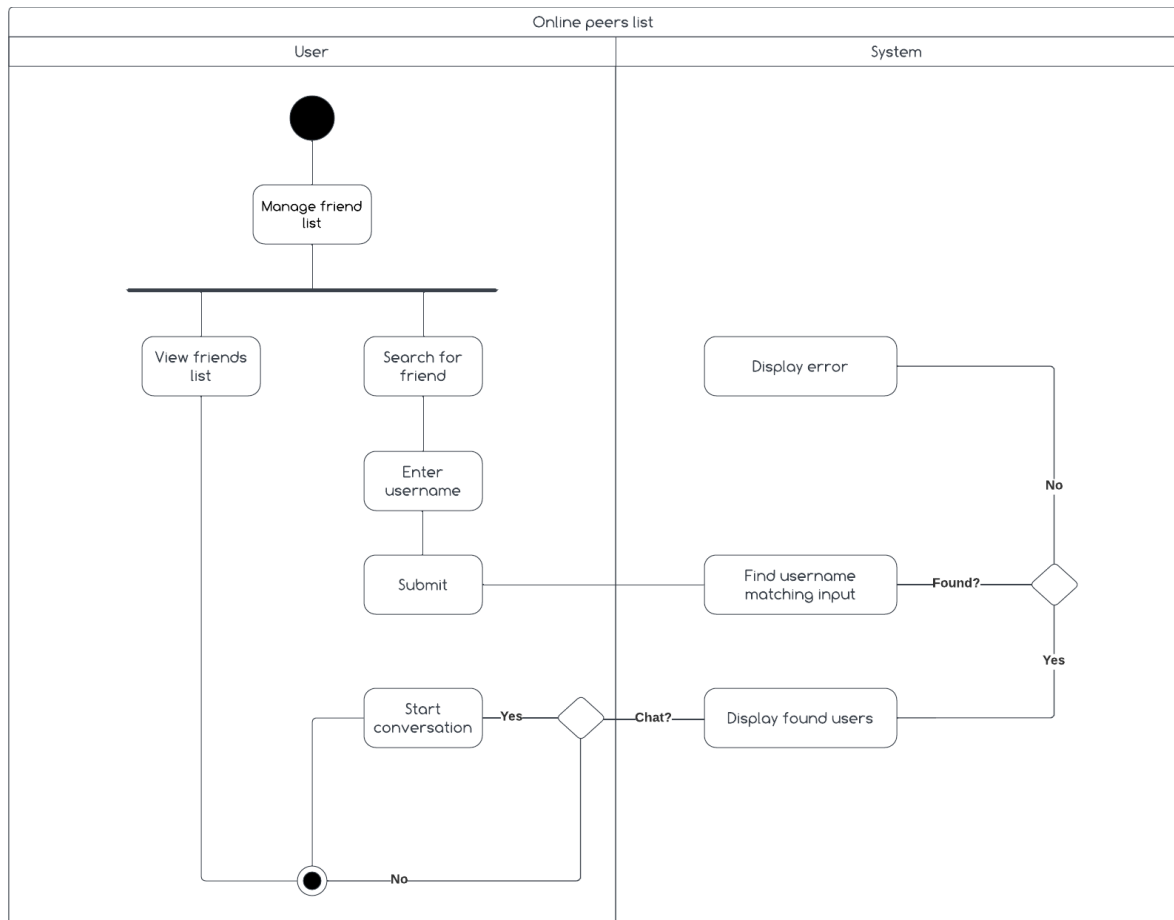 Online peers list
User
System
Manage friend
list
View friends
list
Search for
friend
Display error
Enter
username
No
Submit
Find username
matching input
Found?
Yes
Start
conversation
Yes
Chat?
Display found users
No